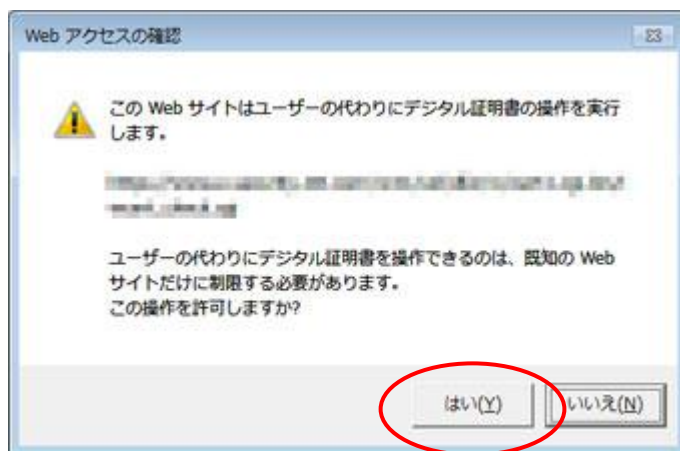 Web アクセスの確認
この Web サイトはユーザーの代わりにデジタル証明書の操作を実行
します。
ユーザーの代わりにデジタル証明書を操作できるのは、既知の Web
サイトだけに制限する必要があります。
この操作を許可しますか?
はい(Y) いいえ(N)